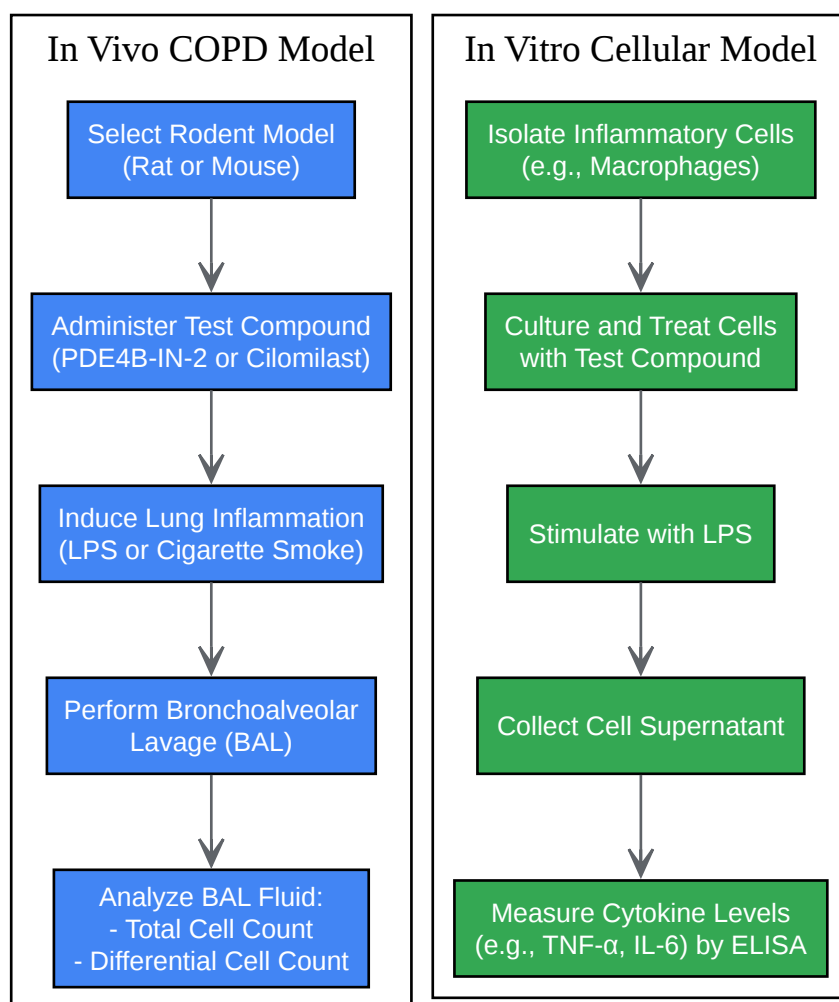 In Vivo COPD Model
Select Rodent Model
(Rat or Mouse)
Administer Test Compound
(PDE4B-IN-2 or Cilomilast)
Induce Lung Inflammation
(LPS or Cigarette Smoke)
Perform Bronchoalveolar
Lavage (BAL)
Analyze BAL Fluid:
- Total Cell Count
- Differential Cell Count
In Vitro Cellular Model
Isolate Inflammatory Cells
(e.g., Macrophages)
Culture and Treat Cells
with Test Compound
Stimulate with LPS
Collect Cell Supernatant
Measure Cytokine Levels
(e.g., TNF-α, IL-6) by ELISA